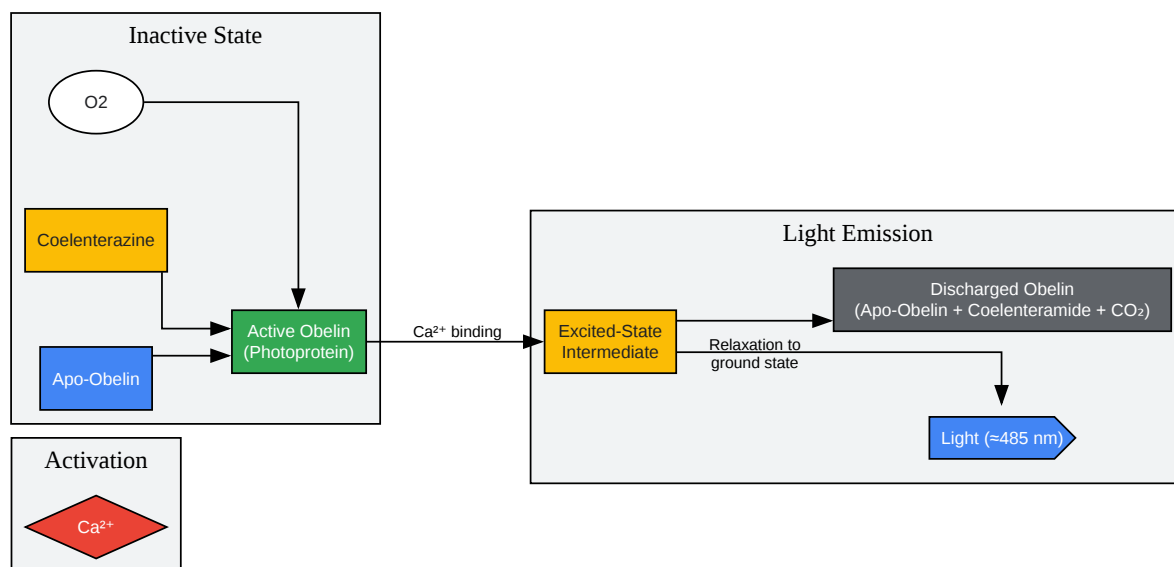 Inactive State
O2
Coelenterazine
Apo-Obelin
Active Obelin
(Photoprotein)
Ca²⁺ binding
Light Emission
Excited-State
Intermediate
Discharged Obelin
(Apo-Obelin + Coelenteramide + CO₂)
Relaxation to
ground state
Light (≈485 nm)
Activation
Ca²⁺